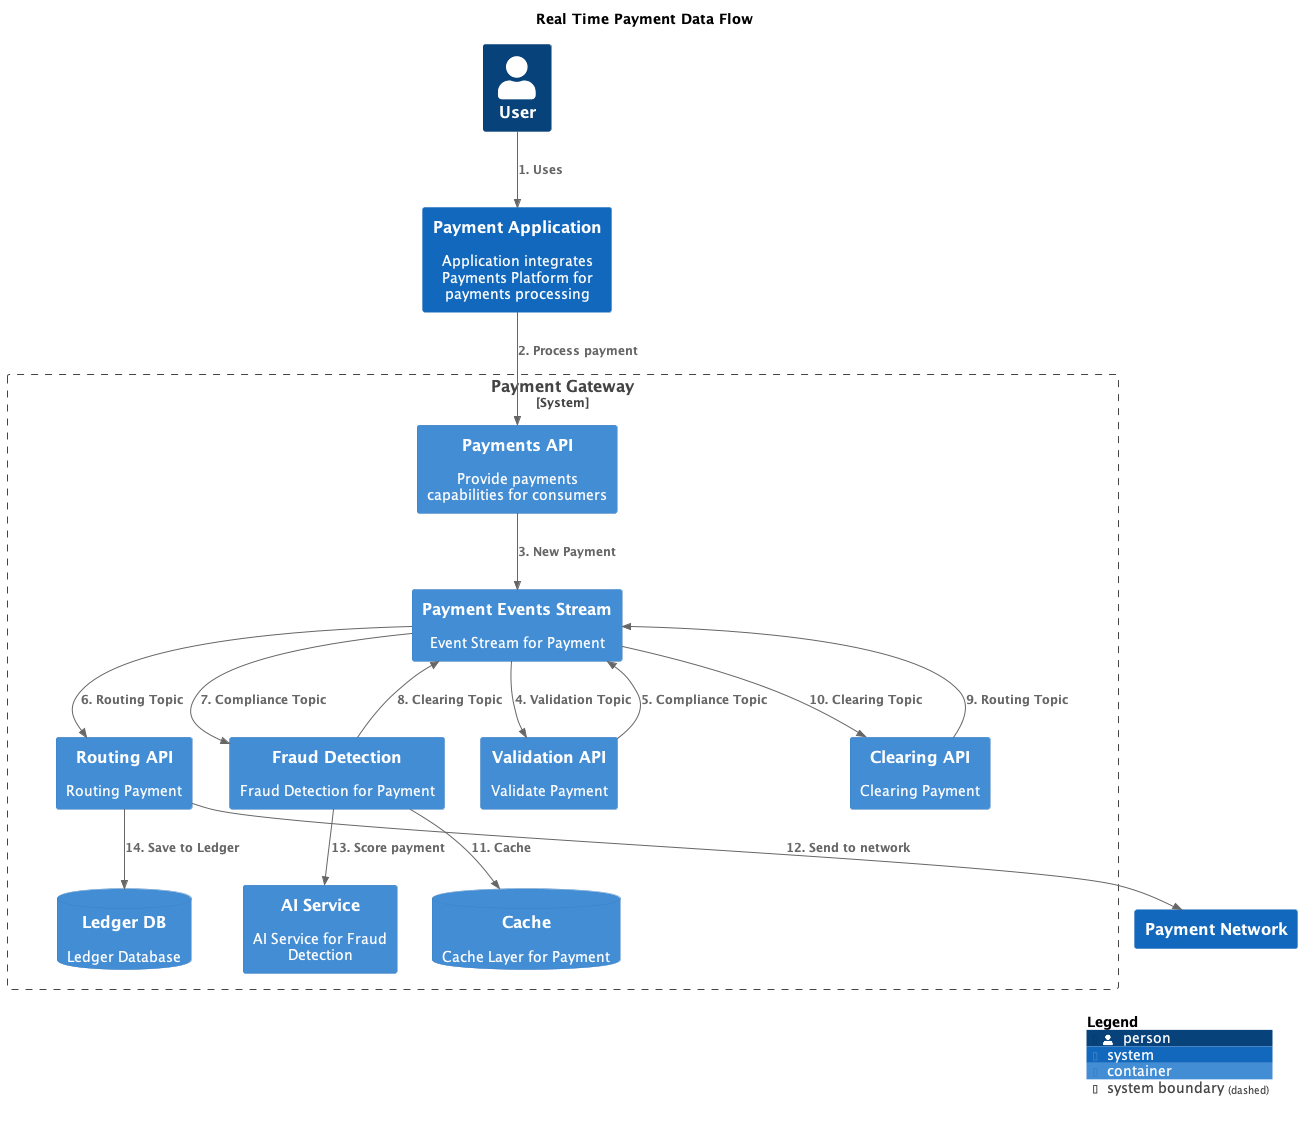 Real Time Payment Data Flow
User
1. Uses
Payment Application
Application integrates
Payments Platform for
payments processing
2. Process payment
Payment Gateway
[System]
Payments API
Provide payments
capabilities for consumers
3. New Payment
Payment Events Stream
Event Stream for Payment
6. Routing Topic
7. Compliance Topic
8. Clearing Topic
4. Validation Topic
5. Compliance Topic
10. Clearing Topic
9. Routing Topic
Routing API
Routing Payment
Fraud Detection
Fraud Detection for Payment
Validation API
Validate Payment
Clearing API
Clearing Payment
14. Save to Ledger
13. Score payment
11. Cache
12. Send to network
Ledger DB
Ledger Database
AI Service
AI Service for Fraud
Detection
Cache
Cache Layer for Payment
Payment Network
Legend
person
system
container
system boundary (dashed)